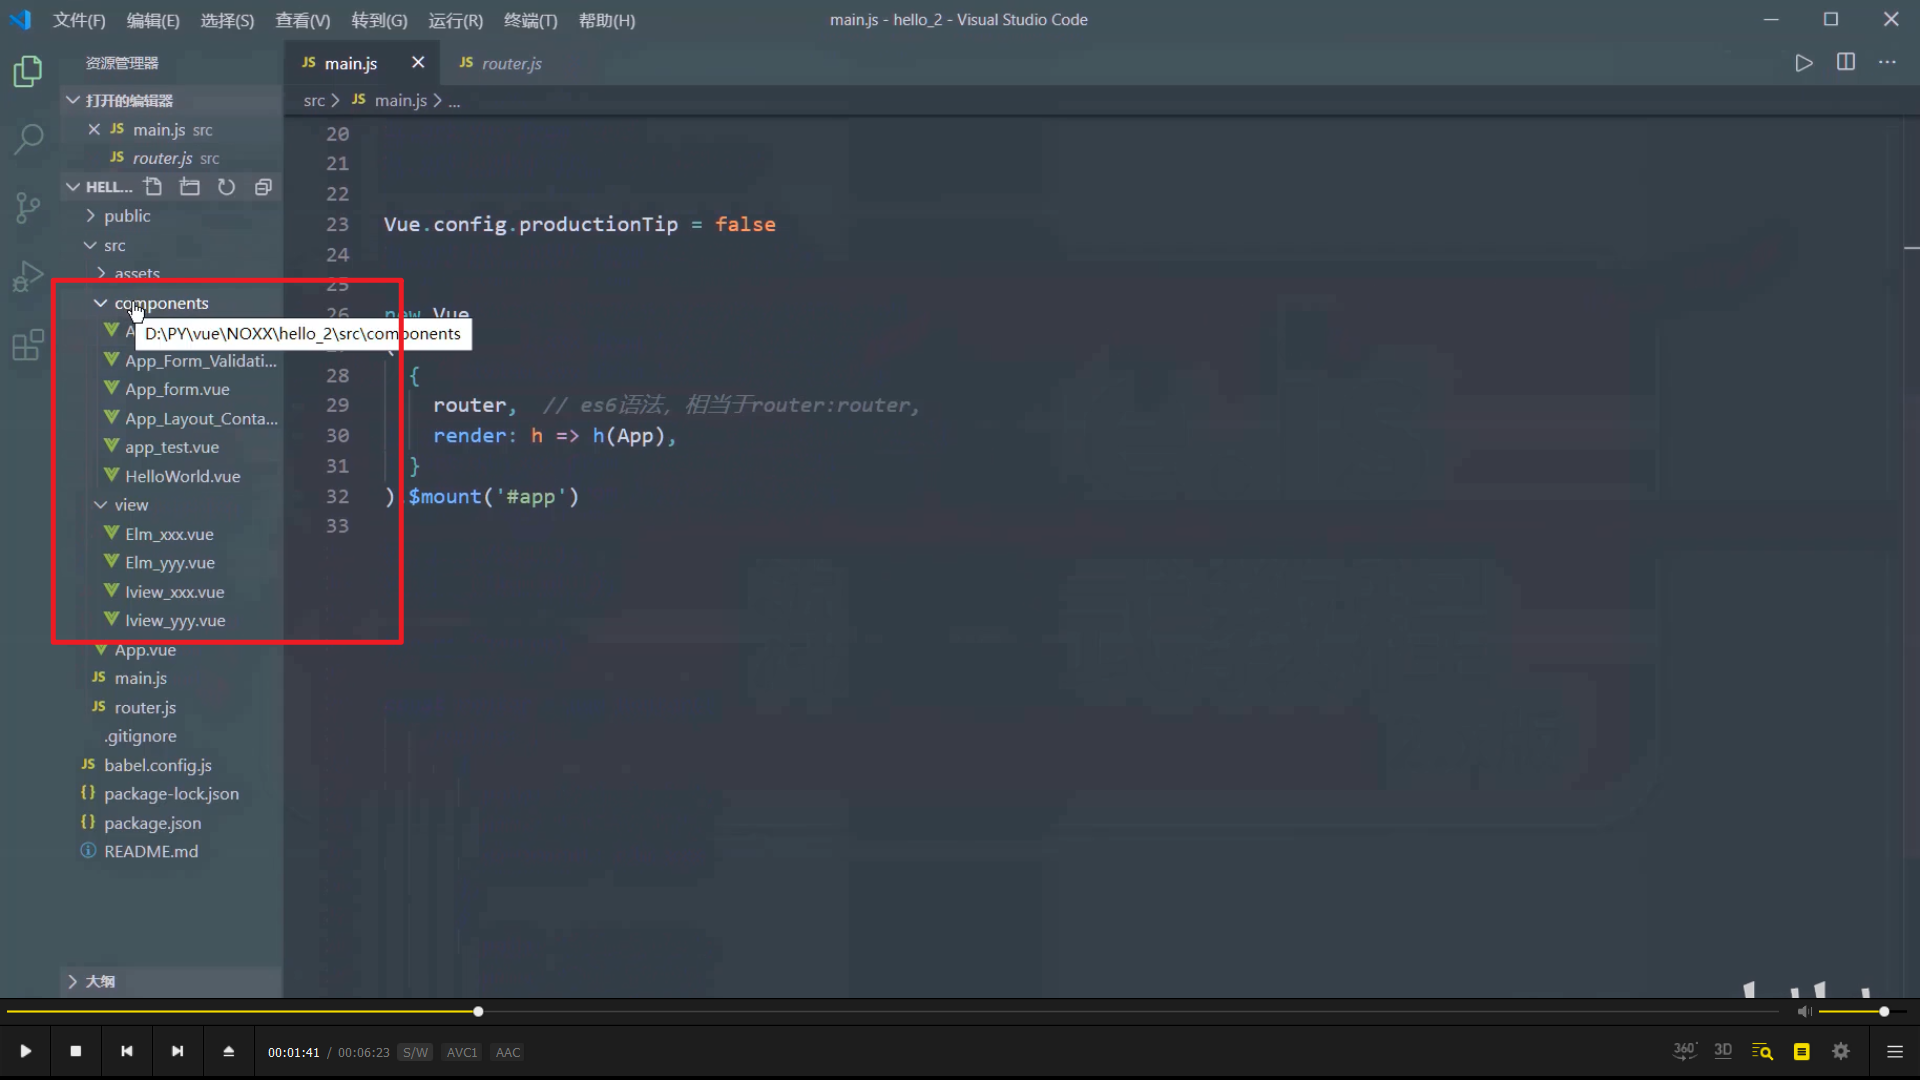 文件(F) 编辑(E) 选择(S) 查看(V) 转到(G) 运行(R) 终端(T) 帮助(H) main.js - hello_2 - Visual Studio Code
资源管理器
JS main.js JS router.js
打开的编辑器
src > JS main.js > ...
JS main.js src
JS router.js src
HELL...
public
src
assets
components
D:\PY\vue\NOXX\hello_2\src\components
App_Form_Validati...
App_form.vue
App_Layout_Conta...
app_test.vue
HelloWorld.vue
view
Elm_xxx.vue
Elm_yyy.vue
Iview_xxx.vue
Iview_yyy.vue
App.vue
JS main.js
JS router.js
.gitignore
JS babel.config.js
{} package-lock.json
{} package.json
README.md
大纲
20
21
22
23 Vue.config.productionTip = false
24
25
26 new Vue
(
28 {
29 router, // es6语法, 相当于router:router,
30 render: h => h(App),
31 }
32 ).$mount('#app')
33
00:01:41 / 00:06:23 S/W AVC1 AAC
360° 3D